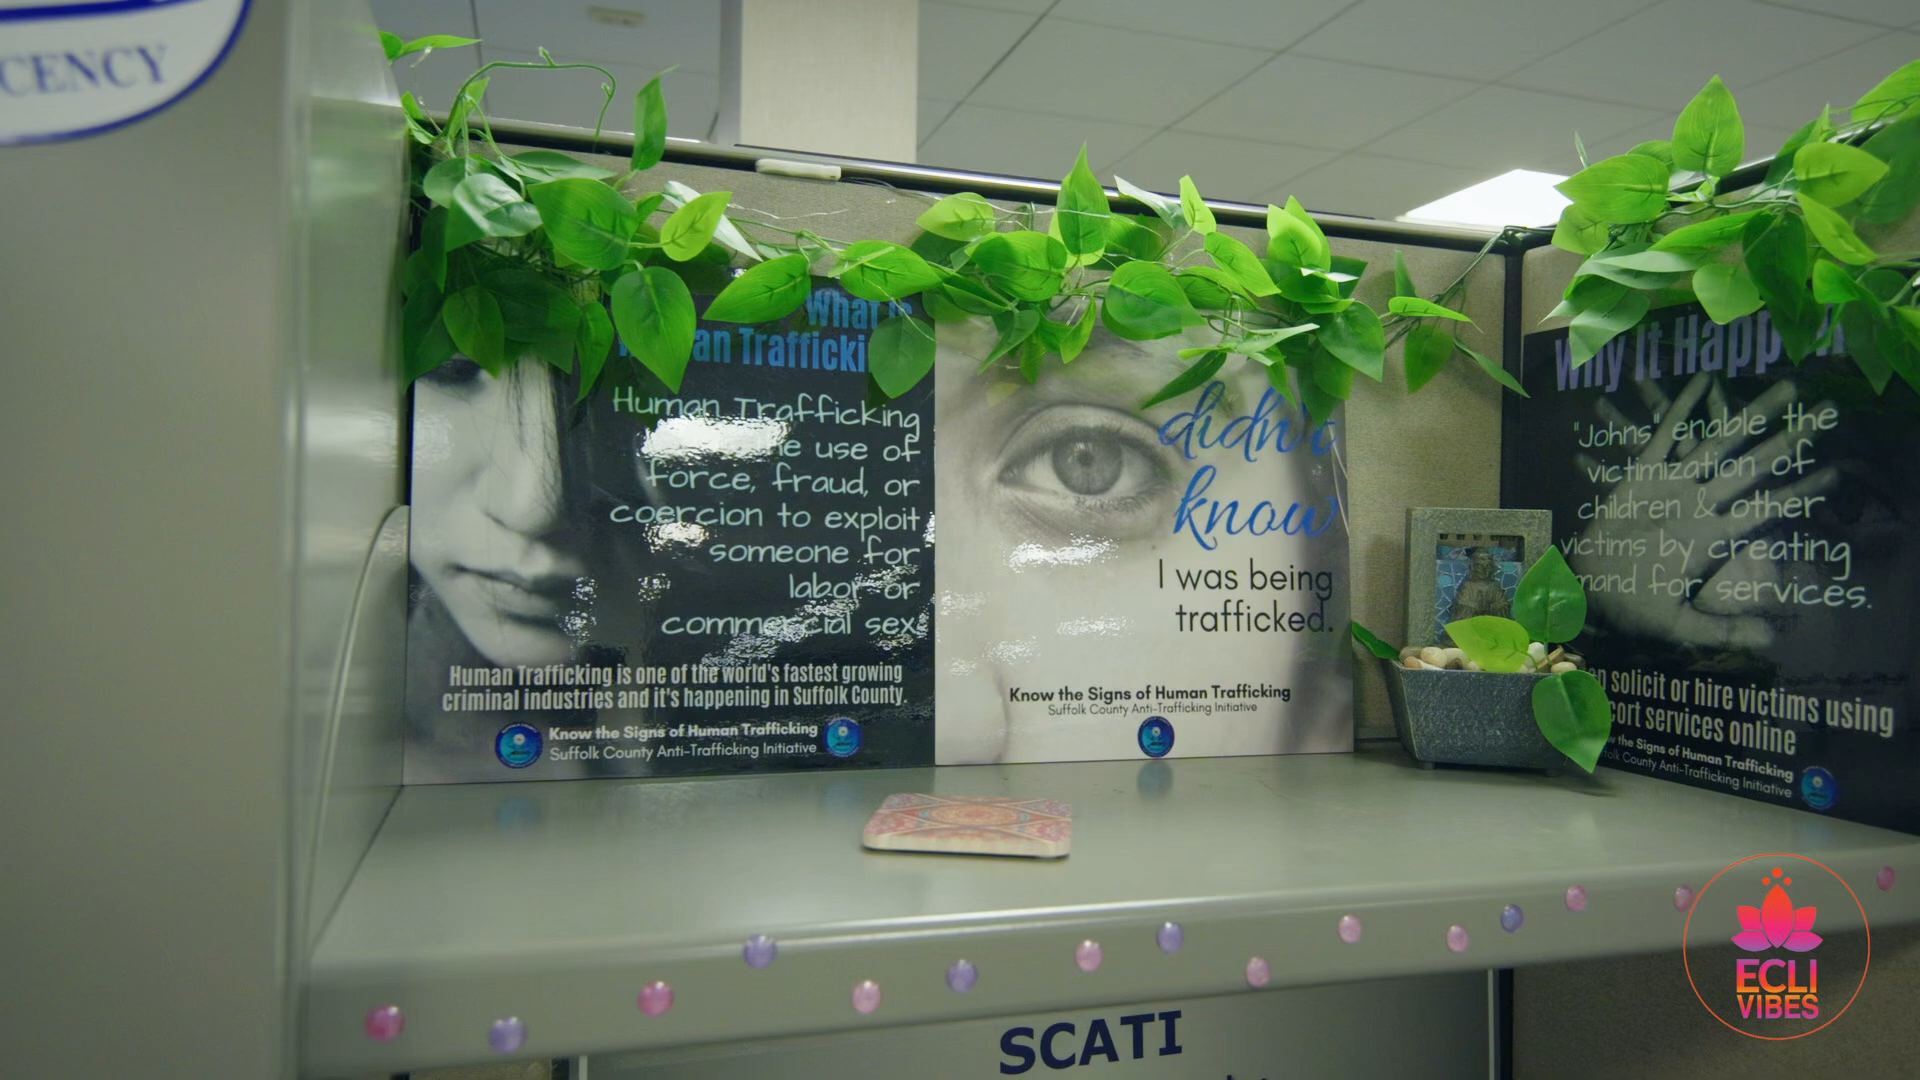 CENCY
What
an Trafficki
Human Trafficking
use of
force, fraud, or
coercion to exploit
someone for
labor or
commercial sex.
Human Trafficking is one of the world's fastest growing
criminal industries and it's happening in Suffolk County.
Know the Signs of Human Trafficking
Suffolk County Anti-Trafficking Initiative
didn't
know
I was being
trafficked.
Know the Signs of Human Trafficking
Suffolk County Anti-Trafficking Initiative
Why It Happ
"Johns" enable the
victimization of
children & other
victims by creating
mand for services.
solicit or hire victims using
cort services online
the Signs of Human Trafficking
folk County Anti-Trafficking Initiative
SCATI
ECLI
VIBES